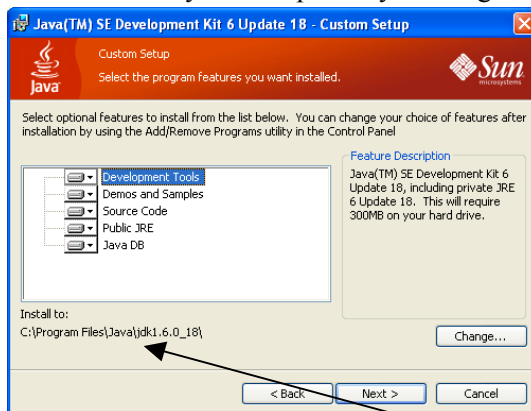 Java(TM) SE Development Kit 6 Update 18 - Custom Setup
Custom Setup
Select the program features you want installed.
Java
Sun
microsystems
Select optional features to install from the list below. You can change your choice of features after
installation by using the Add/Remove Programs utility in the Control Panel
Development Tools
Demos and Samples
Source Code
Public JRE
Java DB
Feature Description
Java(TM) SE Development Kit 6
Update 18, including private JRE
6 Update 18. This will require
300MB on your hard drive.
Install to:
C:\Program Files\Java\jdk1.6.0_18\
Change...
< Back
Next >
Cancel